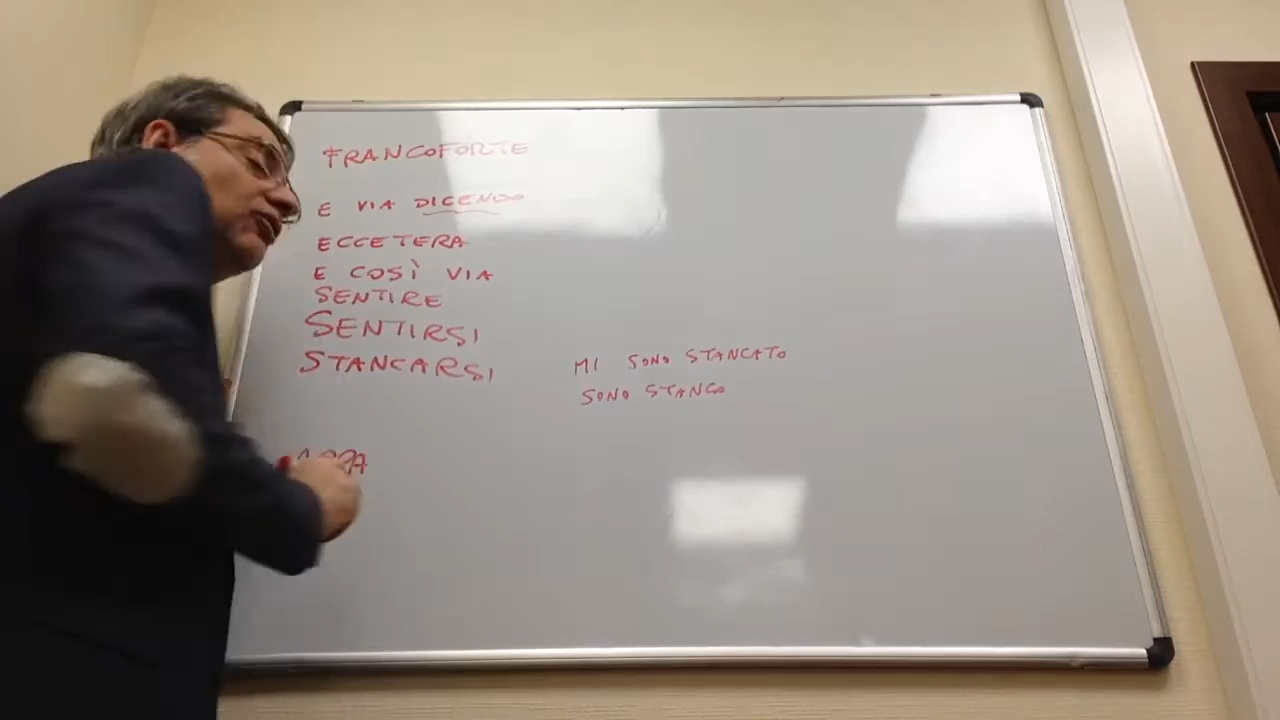 FRANCOFORTE
E VIA DICENDO
ECCETERA
E COSÌ VIA
SENTIRE
SENTIRSI
STANCARSI
MI SONO STANCATO
SONO STANCO